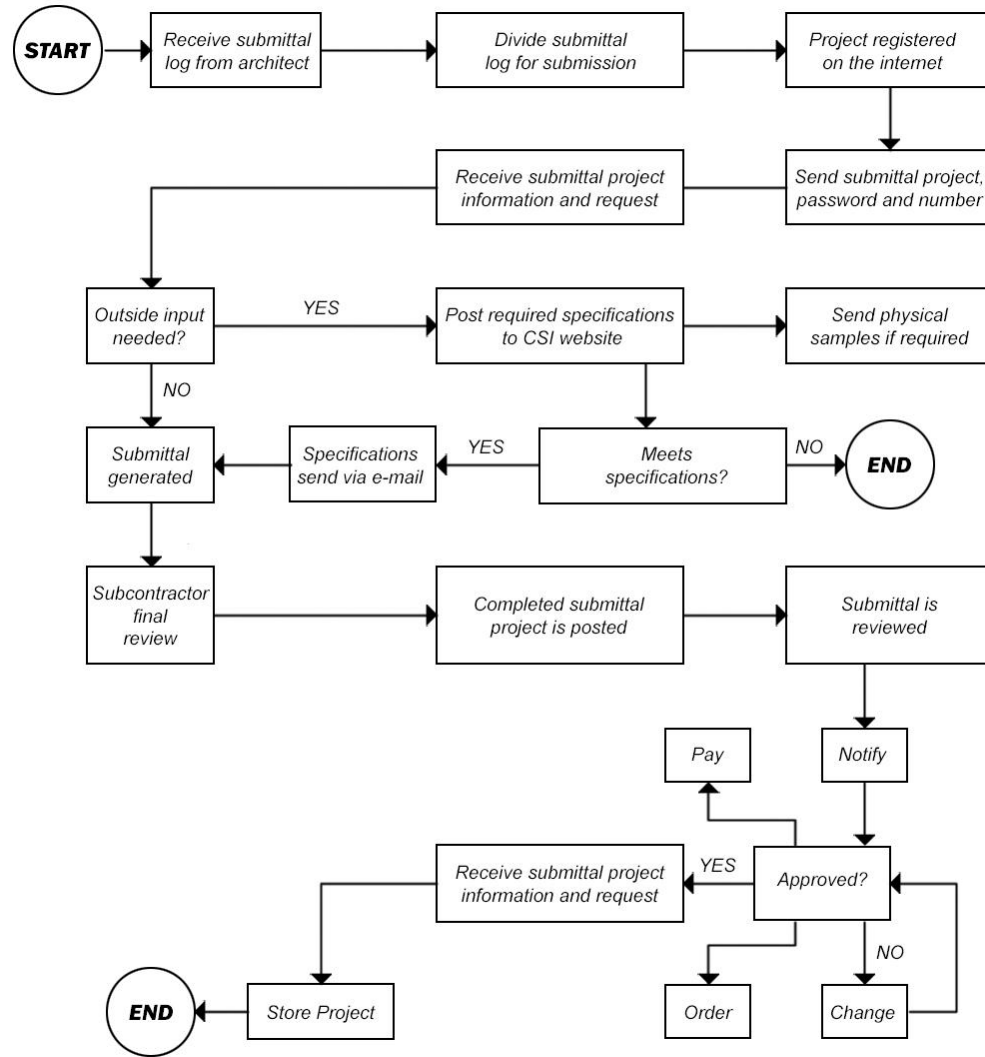 START
Receive submittal
log from architect
Divide submittal
log for submission
Project registered
on the internet
Receive submittal project
information and request
Send submittal project,
password and number
Outside input
needed?
YES
Post required specifications
to CSI website
Send physical
samples if required
NO
Submittal
generated
Specifications
send via e-mail
YES
Meets
specifications?
NO
END
Subcontractor
final
review
Completed submittal
project is posted
Submittal is
reviewed
Pay
Notify
Receive submittal project
information and request
YES
Approved?
NO
END
Store Project
Order
Change